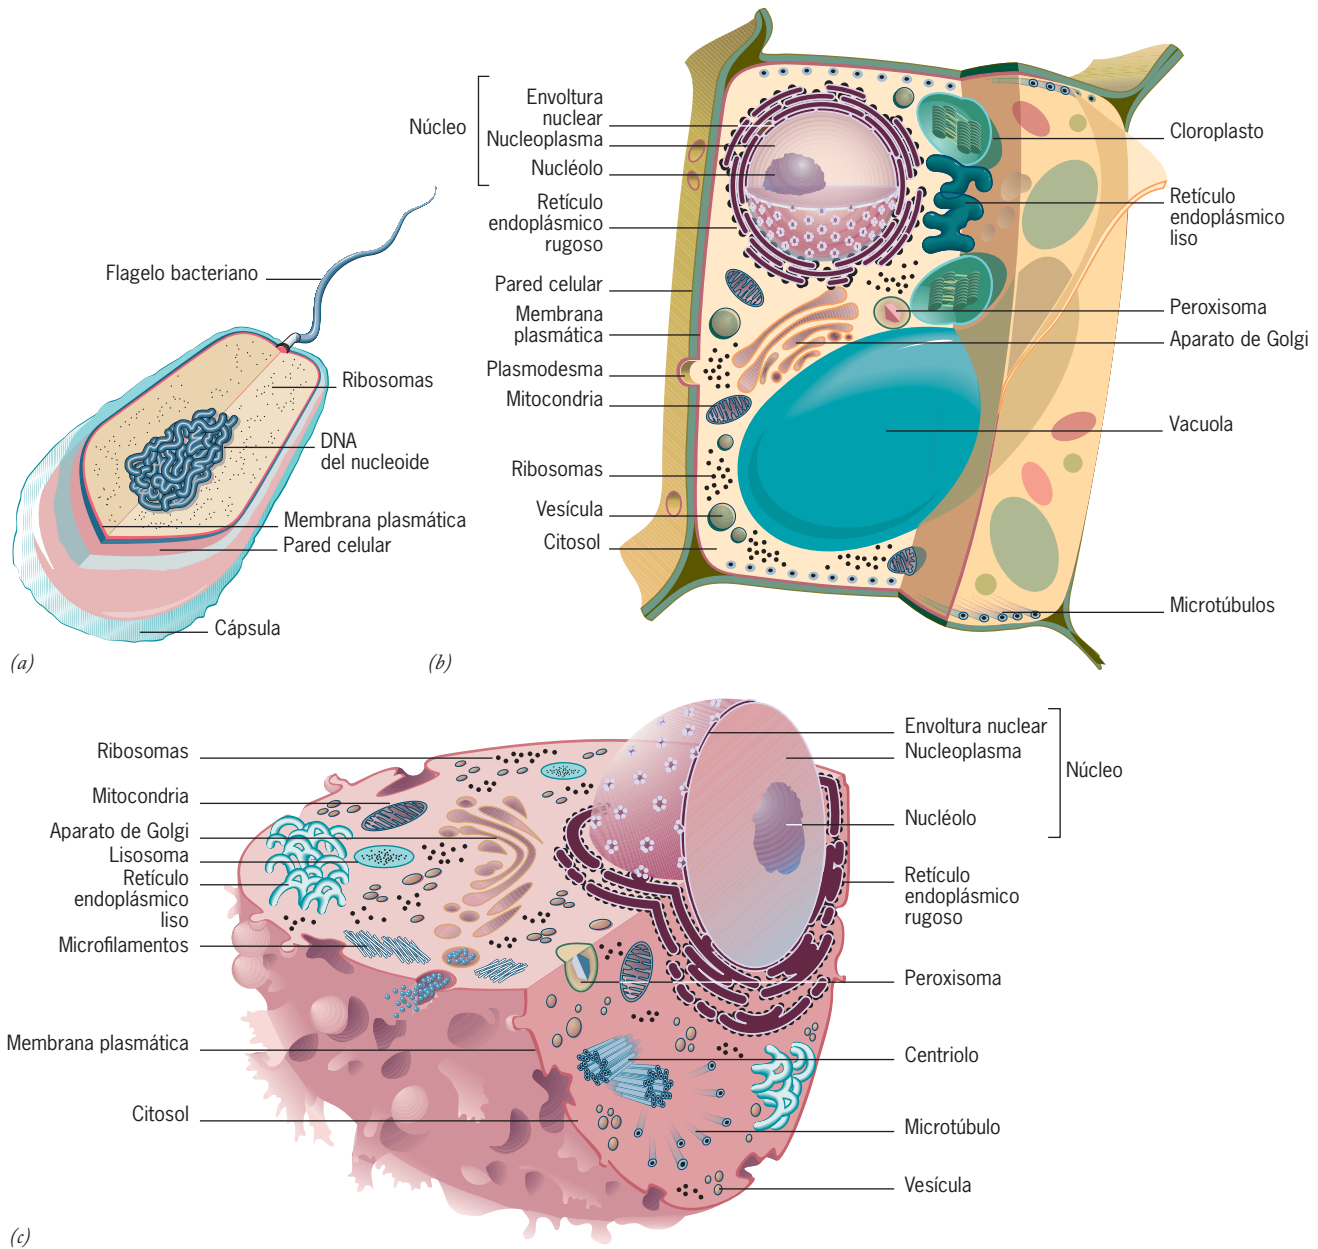 Flagelo bacteriano
Ribosomas
DNA
del nucleoide
Membrana plasmática
Pared celular
Cápsula
(a)
Núcleo
Envoltura
nuclear
Nucleoplasma
Nucléolo
Retículo
endoplásmico
rugoso
Pared celular
Membrana
plasmática
Plasmodesma
Mitocondria
Ribosomas
Vesícula
Citosol
Cloroplasto
Retículo
endoplásmico
liso
Peroxisoma
Aparato de Golgi
Vacuola
Microtúbulos
(b)
Ribosomas
Mitocondria
Aparato de Golgi
Lisosoma
Retículo
endoplásmico
liso
Microfilamentos
Membrana plasmática
Citosol
Envoltura nuclear
Nucleoplasma
Núcleo
Nucléolo
Retículo
endoplásmico
rugoso
Peroxisoma
Centriolo
Microtúbulo
Vesícula
(c)